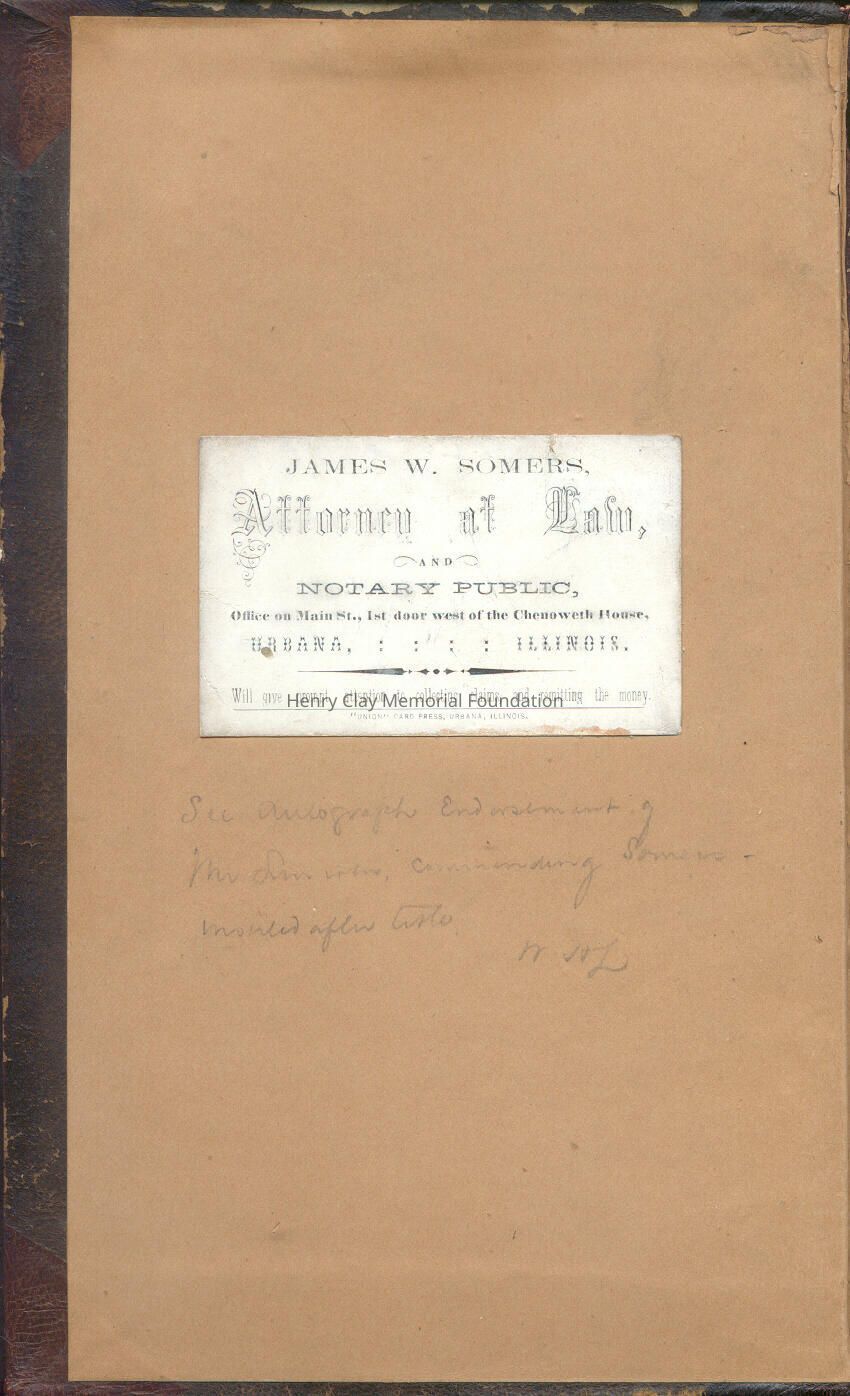 JAMES W. SOMERS,
Attorney at Law,
AND
NOTARY PUBLIC,
Office on Main St., 1st door west of the Chenoweth House,
URBANA, : : : : ILLINOIS.
Will give prompt attention to collecting claims and remitting the money.
Henry Clay Memorial Foundation
"UNION" CARD PRESS, URBANA, ILLINOIS.
See Autograph Endorsement of
Mr Lincoln, commending Somers -
after title
W H L